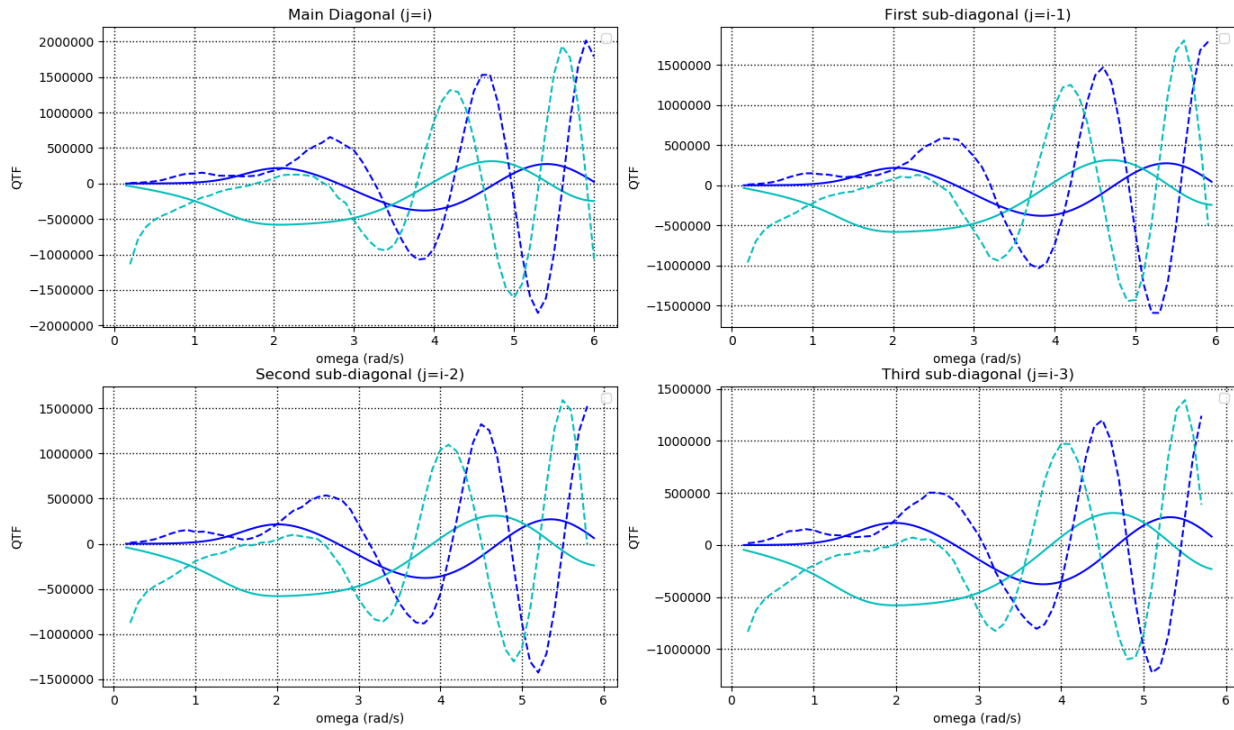 Main Diagonal (j=i)
QTF
2000000
1500000
1000000
500000
0
−500000
−1000000
−1500000
−2000000
0 1 2 3 4 5 6
omega (rad/s)
First sub-diagonal (j=i-1)
QTF
1500000
1000000
500000
0
−500000
−1000000
−1500000
0 1 2 3 4 5 6
omega (rad/s)
Second sub-diagonal (j=i-2)
QTF
1500000
1000000
500000
0
−500000
−1000000
−1500000
0 1 2 3 4 5 6
omega (rad/s)
Third sub-diagonal (j=i-3)
QTF
1500000
1000000
500000
0
−500000
−1000000
0 1 2 3 4 5 6
omega (rad/s)